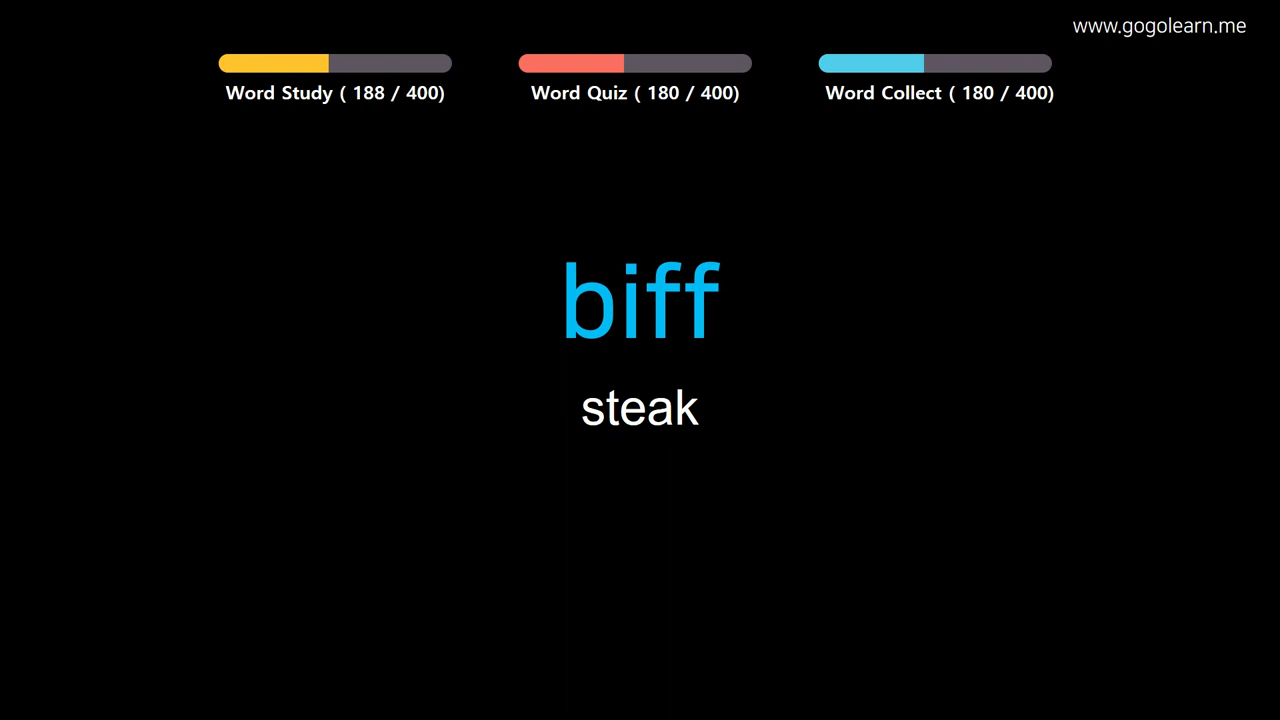 www.gogolearn.me
Word Study ( 188 / 400)
Word Quiz ( 180 / 400)
Word Collect ( 180 / 400)
biff
steak